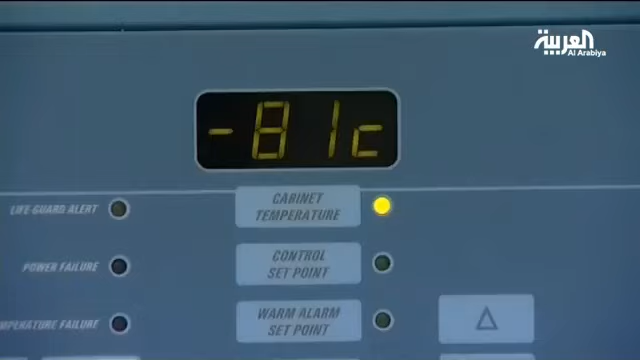 العربية
Al Arabiya
-81c
CABINET
TEMPERATURE
LIFE GUARD ALERT
CONTROL
SET POINT
POWER FAILURE
WARM ALARM
SET POINT
MPERATURE FAILURE